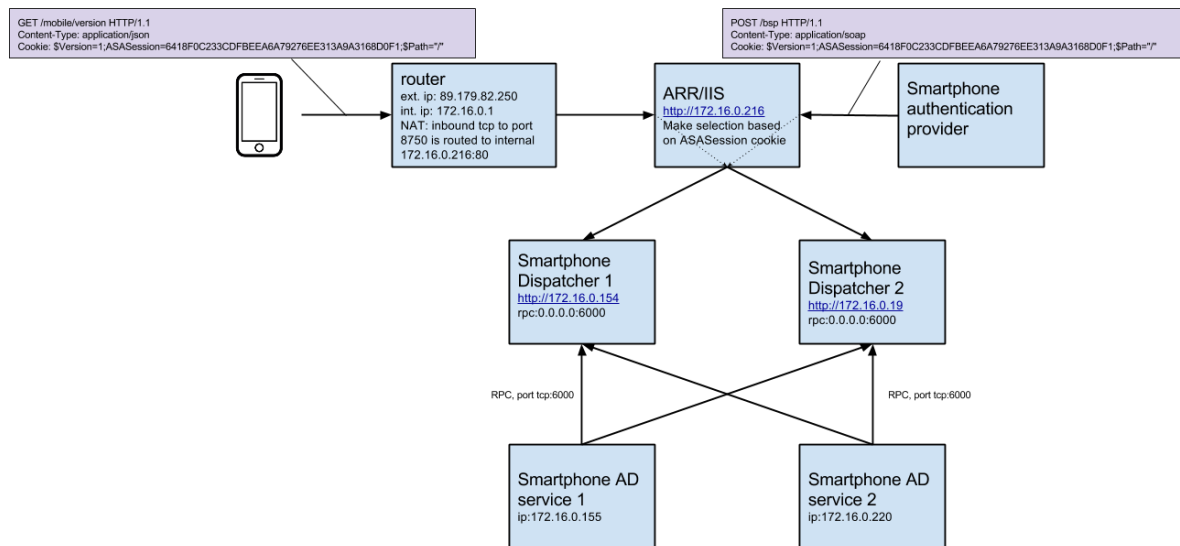 GET /mobile/version HTTP/1.1
Content-Type: application/json
Cookie: $Version=1;ASASession=6418F0C233CDFBEEA6A79276EE313A9A3168D0F1;$Path="/"
POST /bsp HTTP/1.1
Content-Type: application/soap
Cookie: $Version=1;ASASession=6418F0C233CDFBEEA6A79276EE313A9A3168D0F1;$Path="/"
router
ext. ip: 89.179.82.250
int. ip: 172.16.0.1
NAT: inbound tcp to port
8750 is routed to internal
172.16.0.216:80
ARR/IIS
http://172.16.0.216
Make selection based
on ASASession cookie
Smartphone
authentication
provider
Smartphone
Dispatcher 1
http://172.16.0.154
rpc:0.0.0.0:6000
Smartphone
Dispatcher 2
http://172.16.0.19
rpc:0.0.0.0:6000
RPC, port tcp:6000
RPC, port tcp:6000
Smartphone AD
service 1
ip:172.16.0.155
Smartphone AD
service 2
ip:172.16.0.220